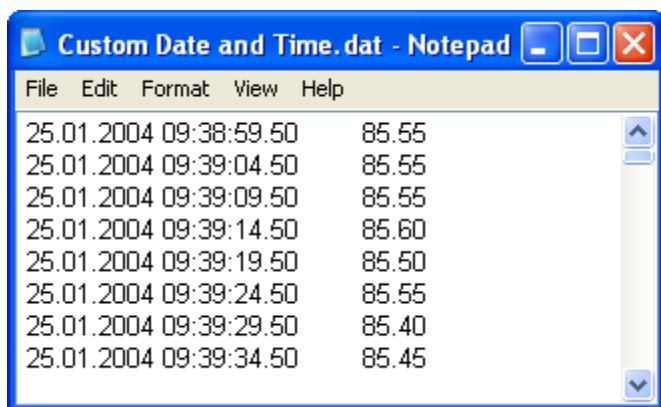 Custom Date and Time.dat - Notepad
File Edit Format View Help
25.01.2004 09:38:59.50 85.55
25.01.2004 09:39:04.50 85.55
25.01.2004 09:39:09.50 85.55
25.01.2004 09:39:14.50 85.60
25.01.2004 09:39:19.50 85.50
25.01.2004 09:39:24.50 85.55
25.01.2004 09:39:29.50 85.40
25.01.2004 09:39:34.50 85.45